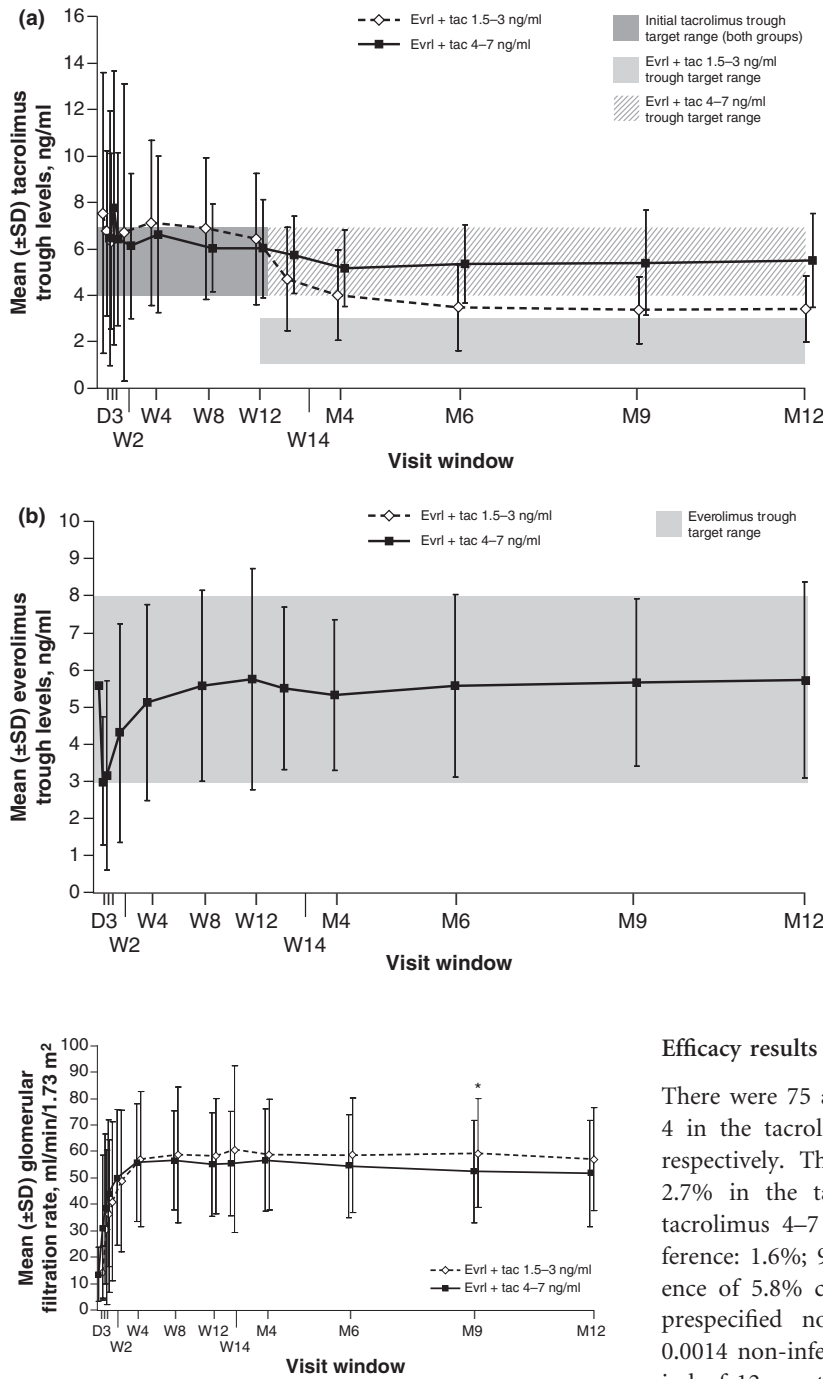 (a)
Mean (±SD) tacrolimus
trough levels, ng/ml
16
14
12
10
8
6
4
2
0
Evrl + tac 1.5–3 ng/ml
Evrl + tac 4–7 ng/ml
Initial tacrolimus trough
target range (both groups)
Evrl + tac 1.5–3 ng/ml
trough target range
Evrl + tac 4–7 ng/ml
trough target range
D3 W4 W8 W12 M4 M6 M9 M12
W2 W14
Visit window
(b)
Mean (±SD) everolimus
trough levels, ng/ml
10
9
8
7
6
5
4
3
2
1
0
Evrl + tac 1.5–3 ng/ml
Evrl + tac 4–7 ng/ml
Everolimus trough
target range
D3 W4 W8 W12 M4 M6 M9 M12
W2 W14
Visit window
Mean (±SD) glomerular
filtration rate, ml/min/1.73 m²
100
90
80
70
60
50
40
30
20
10
0
*
Evrl + tac 1.5–3 ng/ml
Evrl + tac 4–7 ng/ml
D3 W4 W8 W12 M4 M6 M9 M12
W2 W14
Visit window
Efficacy results
There were 75 a
4 in the tacrol
respectively. Th
2.7% in the ta
tacrolimus 4–7
ference: 1.6%; 9
ence of 5.8% c
prespecified no
0.0014 non-infe